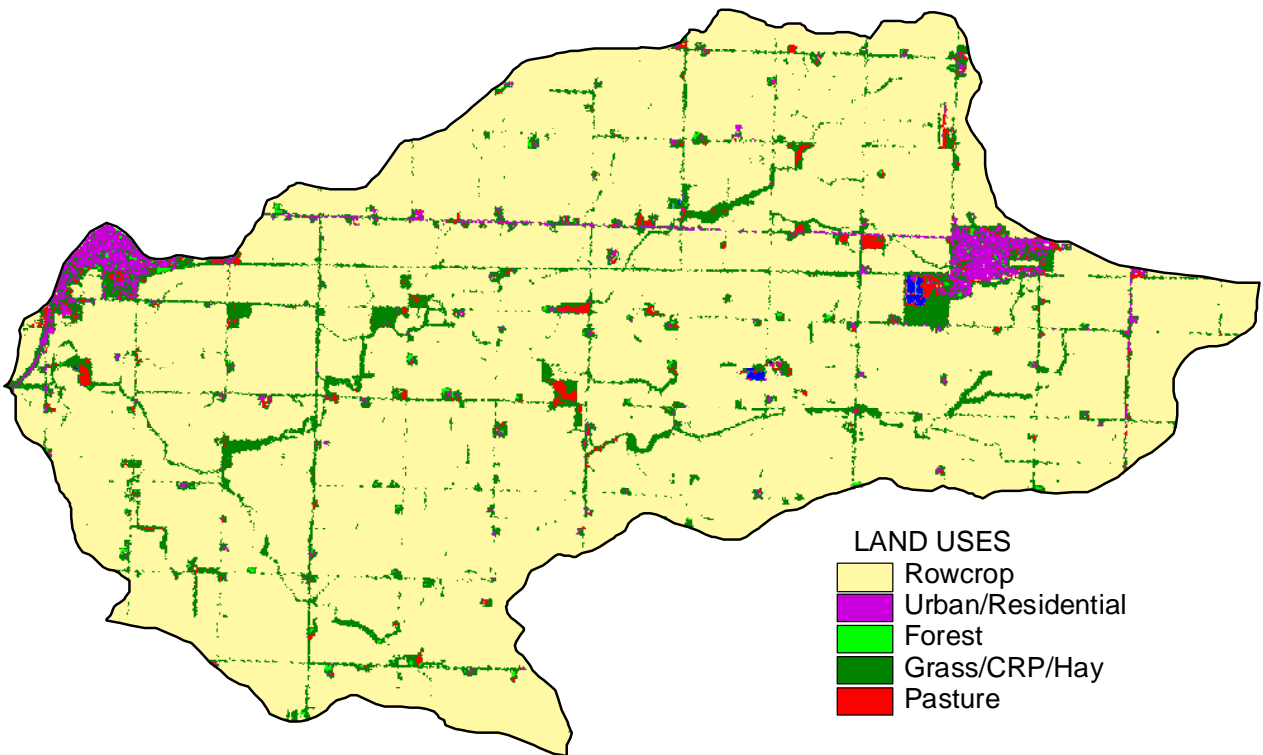 LAND USES
Rowcrop
Urban/Residential
Forest
Grass/CRP/Hay
Pasture